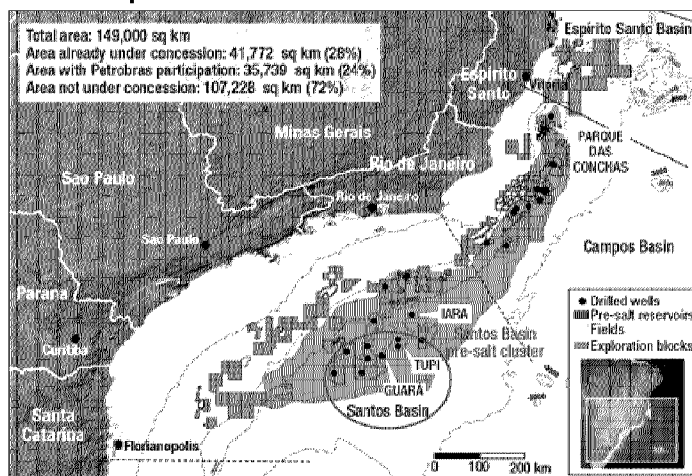 Total area: 149,000 sq km
Area already under concession: 41,772 sq km (28%)
Area with Petrobras participation: 35,739 sq km (24%)
Area not under concession: 107,228 sq km (72%)
Espirito Santo Basin
Espirito
Santo
Vitoria
Minas Gerais
PARQUE
DAS
CONCHAS
Rio de Janeiro
Sao Paulo
Rio de Janeiro
Sao Paulo
Campos Basin
Parana
IARA
Drilled wells
Pre-salt reservoirs
Fields
Exploration blocks
Santos Basin
pre-salt cluster
Curitiba
TUPI
GUARA
Santos Basin
Santa
Catarina
Florianopolis
0 100 200 km